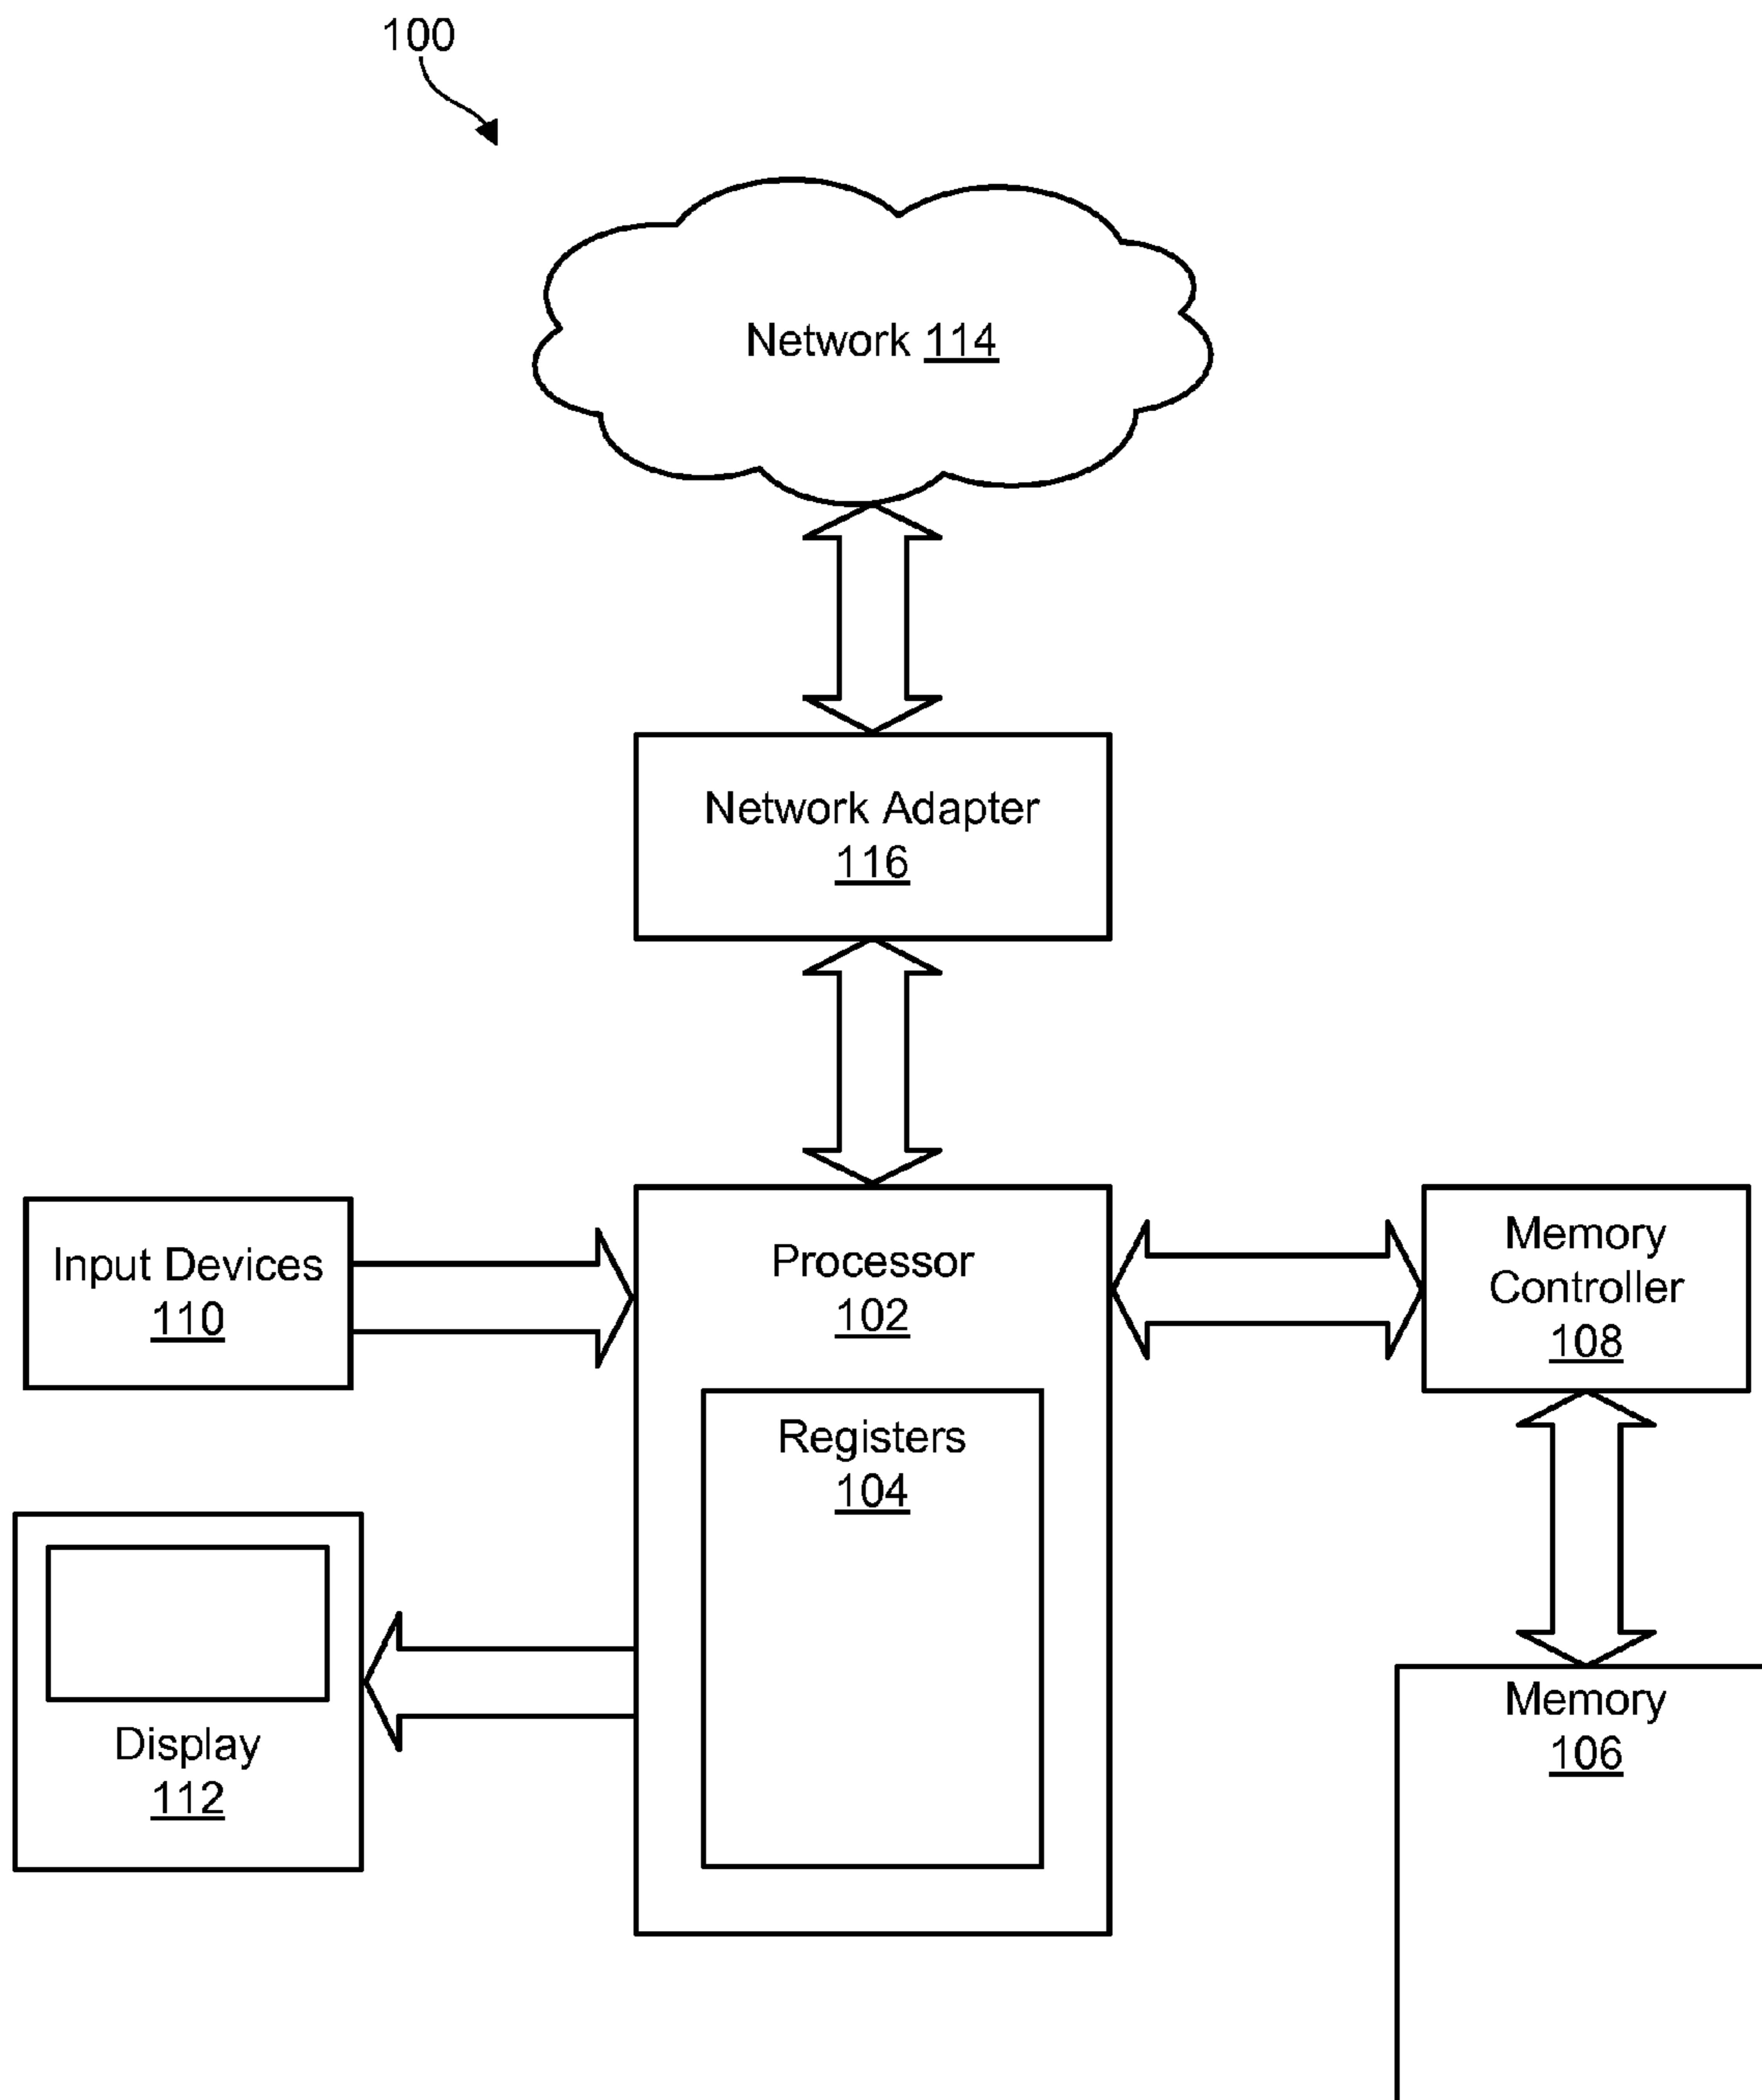 100
Network 114
Network Adapter
116
Input Devices
110
Processor
102
Memory
Controller
108
Registers
104
Display
112
Memory
106